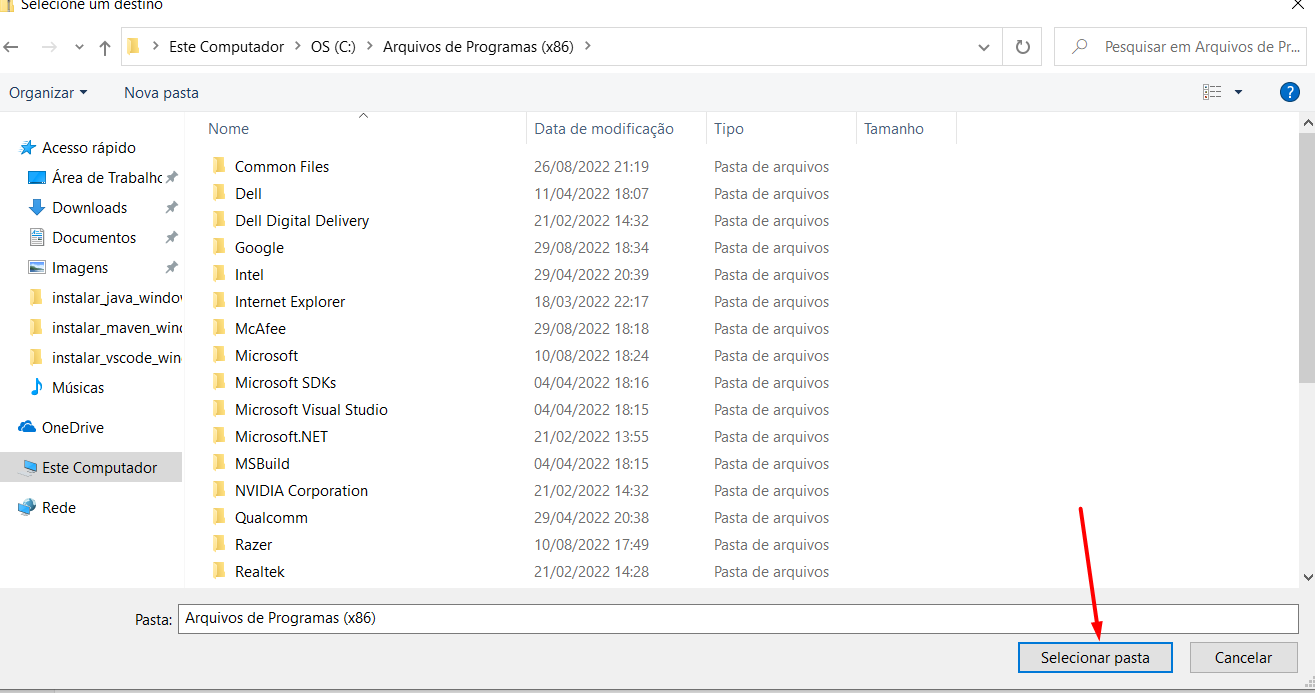 Selecione um destino
Este Computador > OS (C:) > Arquivos de Programas (x86) >
Pesquisar em Arquivos de Pr...
Organizar Nova pasta
Nome Data de modificação Tipo Tamanho
Acesso rápido
Área de Trabalho
Downloads
Documentos
Imagens
instalar_java_window
instalar_maven_wind
instalar_vscode_win
Músicas
OneDrive
Este Computador
Rede
Common Files 26/08/2022 21:19 Pasta de arquivos
Dell 11/04/2022 18:07 Pasta de arquivos
Dell Digital Delivery 21/02/2022 14:32 Pasta de arquivos
Google 29/08/2022 18:34 Pasta de arquivos
Intel 29/04/2022 20:39 Pasta de arquivos
Internet Explorer 18/03/2022 22:17 Pasta de arquivos
McAfee 29/08/2022 18:18 Pasta de arquivos
Microsoft 10/08/2022 18:24 Pasta de arquivos
Microsoft SDKs 04/04/2022 18:16 Pasta de arquivos
Microsoft Visual Studio 04/04/2022 18:15 Pasta de arquivos
Microsoft.NET 21/02/2022 13:55 Pasta de arquivos
MSBuild 04/04/2022 18:15 Pasta de arquivos
NVIDIA Corporation 21/02/2022 14:32 Pasta de arquivos
Qualcomm 29/04/2022 20:38 Pasta de arquivos
Razer 10/08/2022 17:49 Pasta de arquivos
Realtek 21/02/2022 14:28 Pasta de arquivos
Pasta: Arquivos de Programas (x86)
Selecionar pasta Cancelar